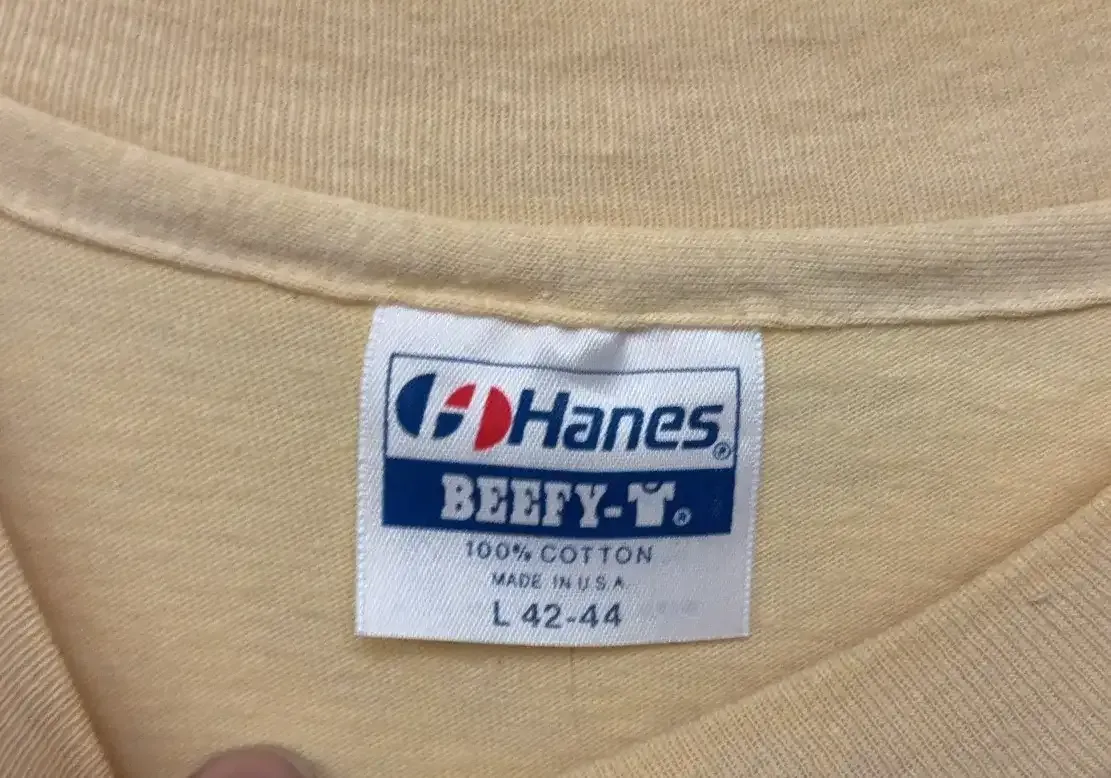 Hanes®
BEEFY-T®
100% COTTON
MADE IN U.S.A.
L 42-44